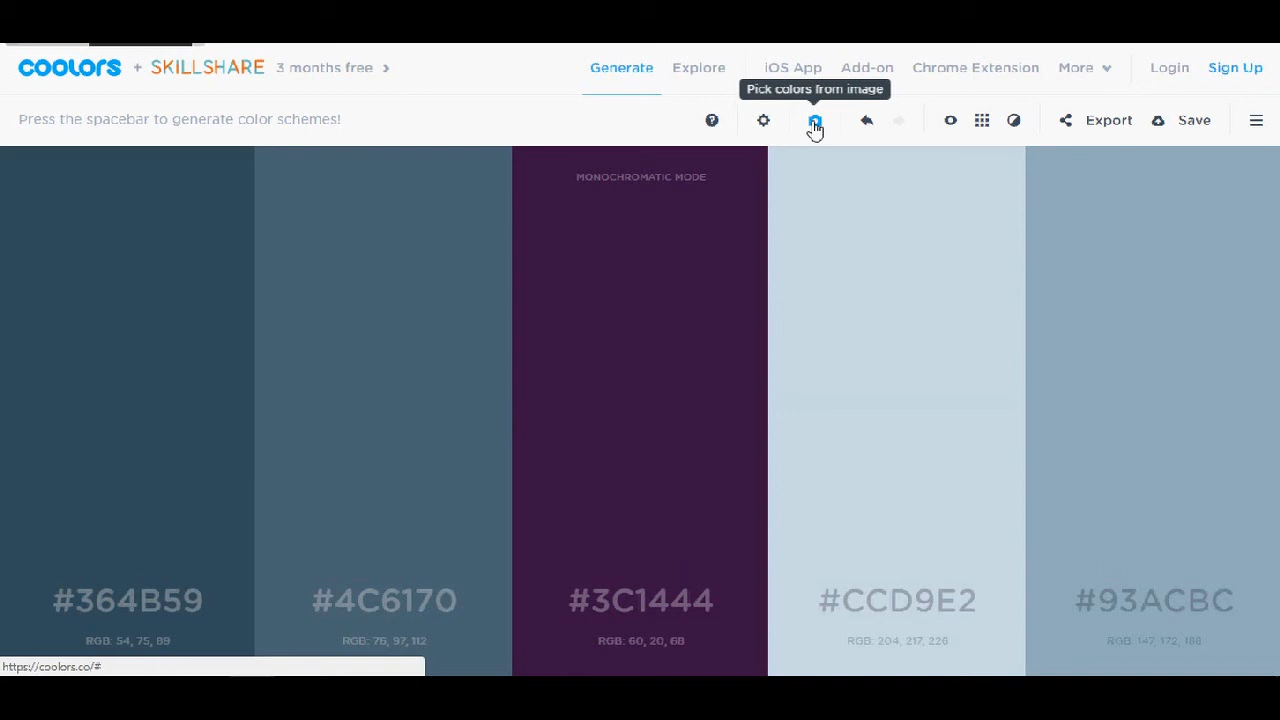 COOLORS + SKILLSHARE 3 months free > Generate Explore iOS App Add-on Chrome Extension More Login Sign Up
Pick colors from image
Press the spacebar to generate color schemes! Export Save
MONOCHROMATIC MODE
#364B59 #4C6170 #3C1444 #CCD9E2 #93ACBC
RGB: 54, 75, 89 RGB: 76, 97, 112 RGB: 60, 20, 68 RGB: 204, 217, 226 RGB: 147, 172, 188
https://coolors.co/#